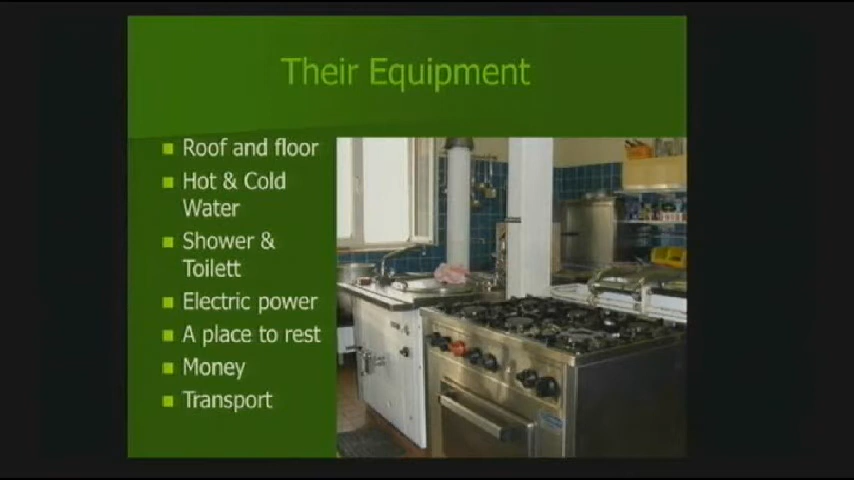 Their Equipment
Roof and floor
Hot & Cold
Water
Shower &
Toilett
Electric power
A place to rest
Money
Transport